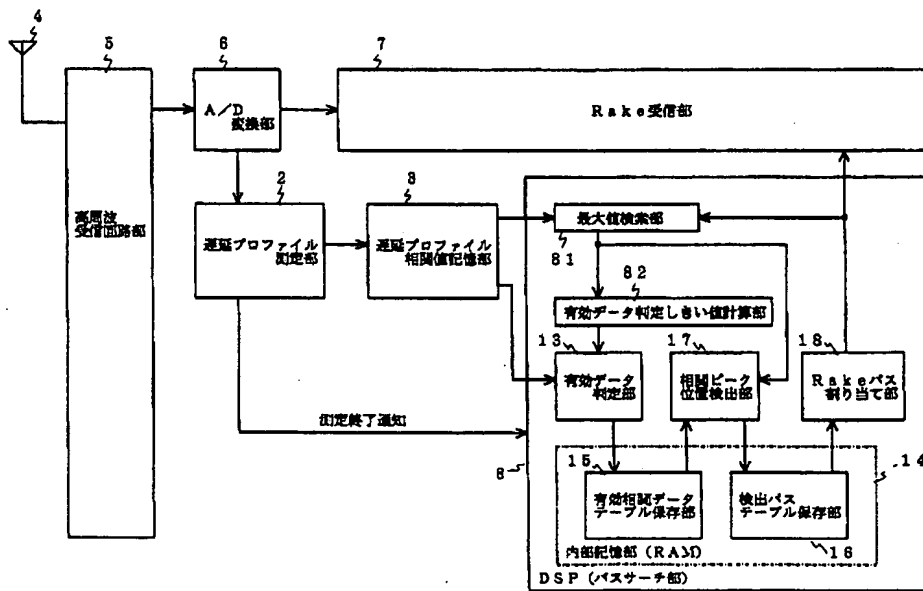 4
5
6
7
A/D
変換部
Rake受信部
2
3
高周波
受信回路部
遅延プロファイル
測定部
遅延プロファイル
相関値記憶部
最大値検索部
81
82
有効データ判定しきい値計算部
13
17
18
有効データ
判定部
相関ピーク
位置検出部
Rakeパス
割り当て部
測定終了通知
8
14
15
有効相関データ
テーブル保存部
検出パス
テーブル保存部
内部記憶部(RAM)
16
DSP(パスサーチ部)